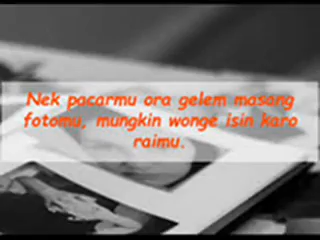 Nek pacarmu ora gelem masang
fotomu, mungkin wonge isin karo
raimu.